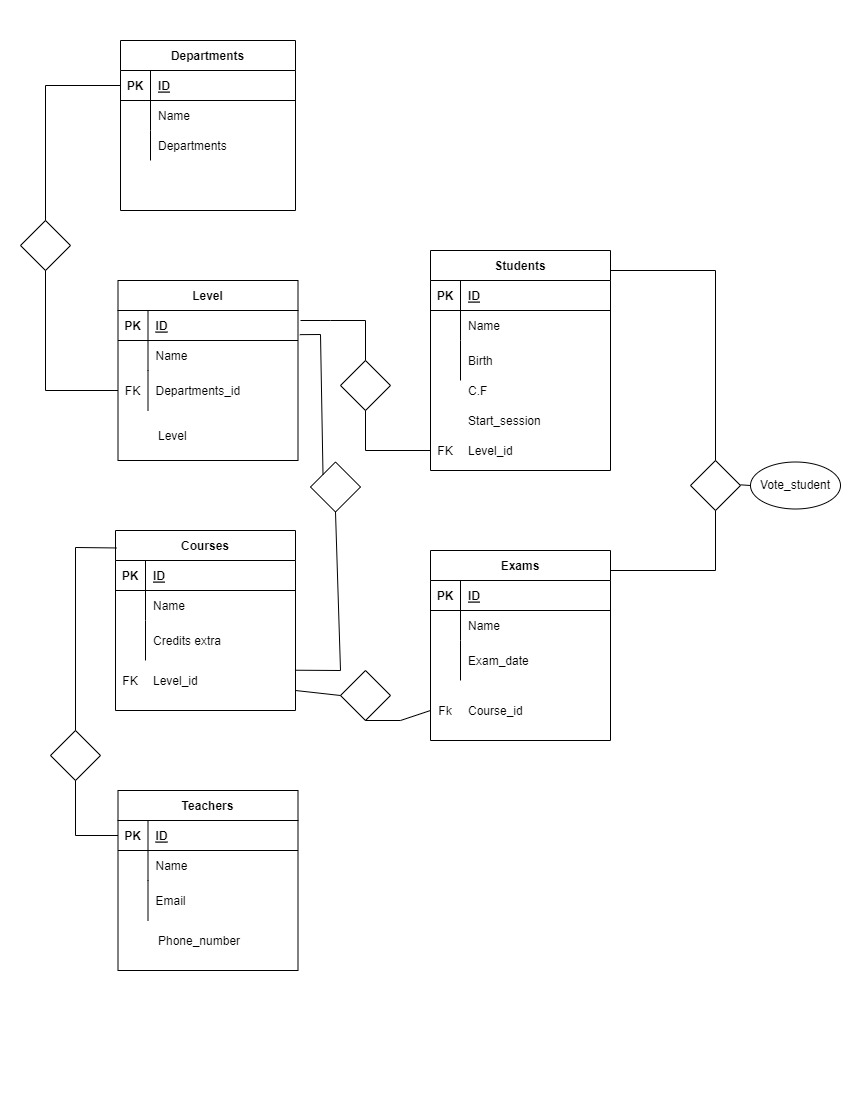 Departments
PK ID
Name
Departments
Level
PK ID
Name
FK Departments_id
Level
Students
PK ID
Name
Birth
C.F
Start_session
FK Level_id
Vote_student
Courses
PK ID
Name
Credits extra
FK Level_id
Exams
PK ID
Name
Exam_date
Fk Course_id
Teachers
PK ID
Name
Email
Phone_number